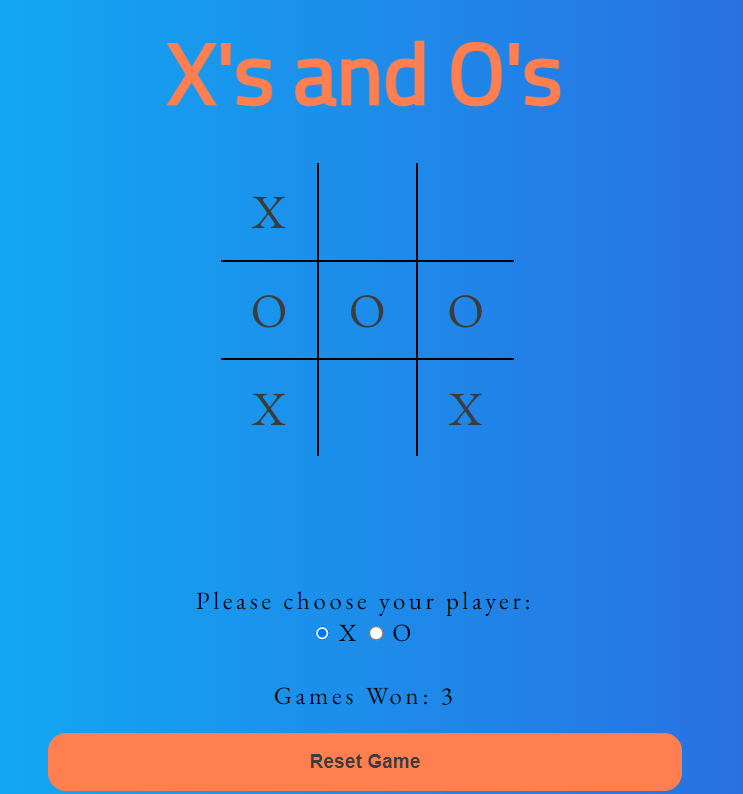 X's and O's
X
O O O
X X
Please choose your player:
X O
Games Won: 3
Reset Game